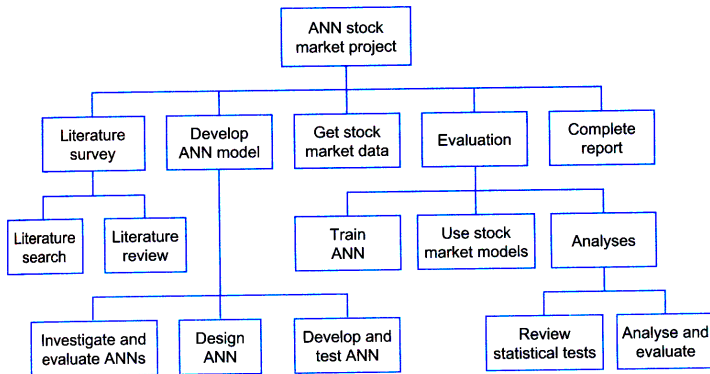 ANN stock
market project
Literature
survey
Develop
ANN model
Get stock
market data
Evaluation
Complete
report
Literature
search
Literature
review
Train
ANN
Use stock
market models
Analyses
Investigate and
evaluate ANNs
Design
ANN
Develop and
test ANN
Review
statistical tests
Analyse and
evaluate